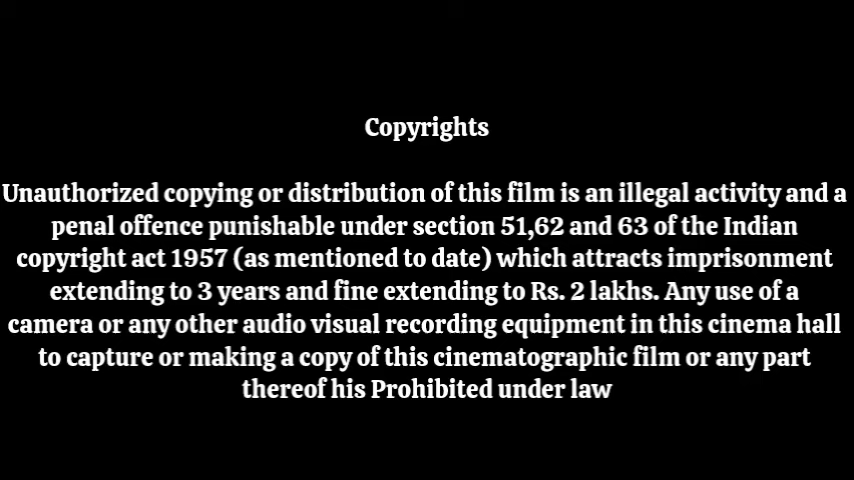 Copyrights
Unauthorized copying or distribution of this film is an illegal activity and a
penal offence punishable under section 51,62 and 63 of the Indian
copyright act 1957 (as mentioned to date) which attracts imprisonment
extending to 3 years and fine extending to Rs. 2 lakhs. Any use of a
camera or any other audio visual recording equipment in this cinema hall
to capture or making a copy of this cinematographic film or any part
thereof his Prohibited under law